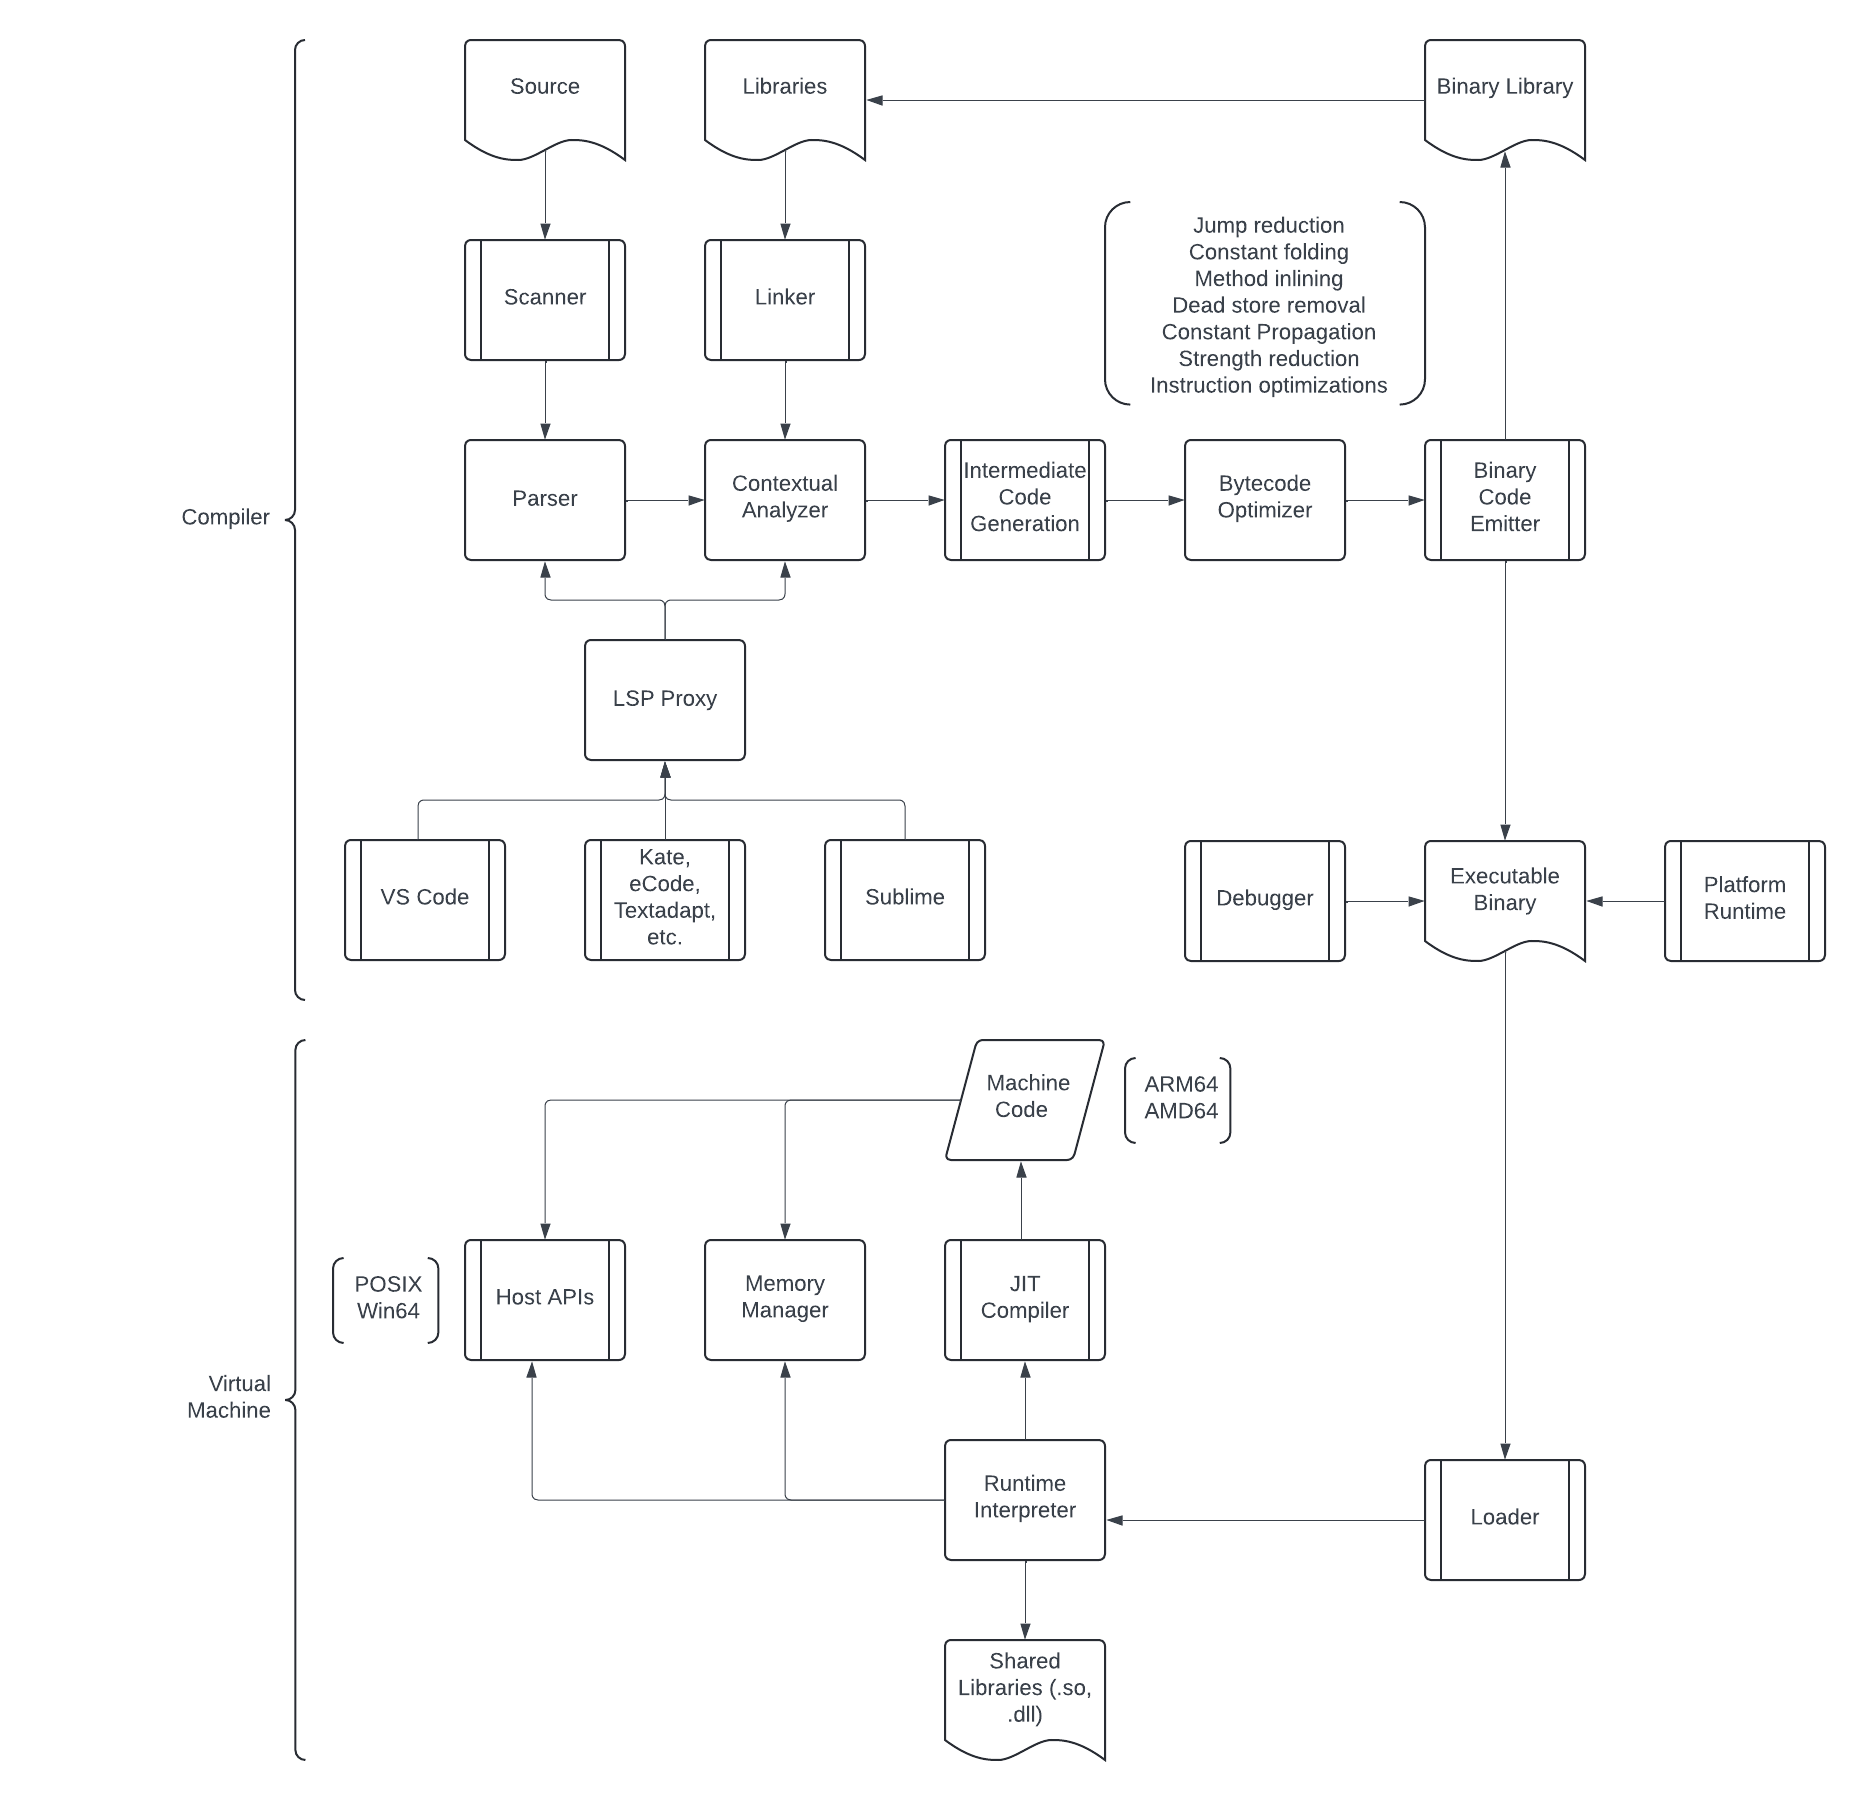 Source
Libraries
Binary Library
Jump reduction
Constant folding
Method inlining
Dead store removal
Constant Propagation
Strength reduction
Instruction optimizations
Scanner
Linker
Compiler
Parser
Contextual
Analyzer
Intermediate
Code
Generation
Bytecode
Optimizer
Binary
Code
Emitter
LSP Proxy
VS Code
Kate,
eCode,
Textadapt,
etc.
Sublime
Debugger
Executable
Binary
Platform
Runtime
Machine
Code
ARM64
AMD64
POSIX
Win64
Host APIs
Memory
Manager
JIT
Compiler
Virtual
Machine
Runtime
Interpreter
Loader
Shared
Libraries (.so,
.dll)